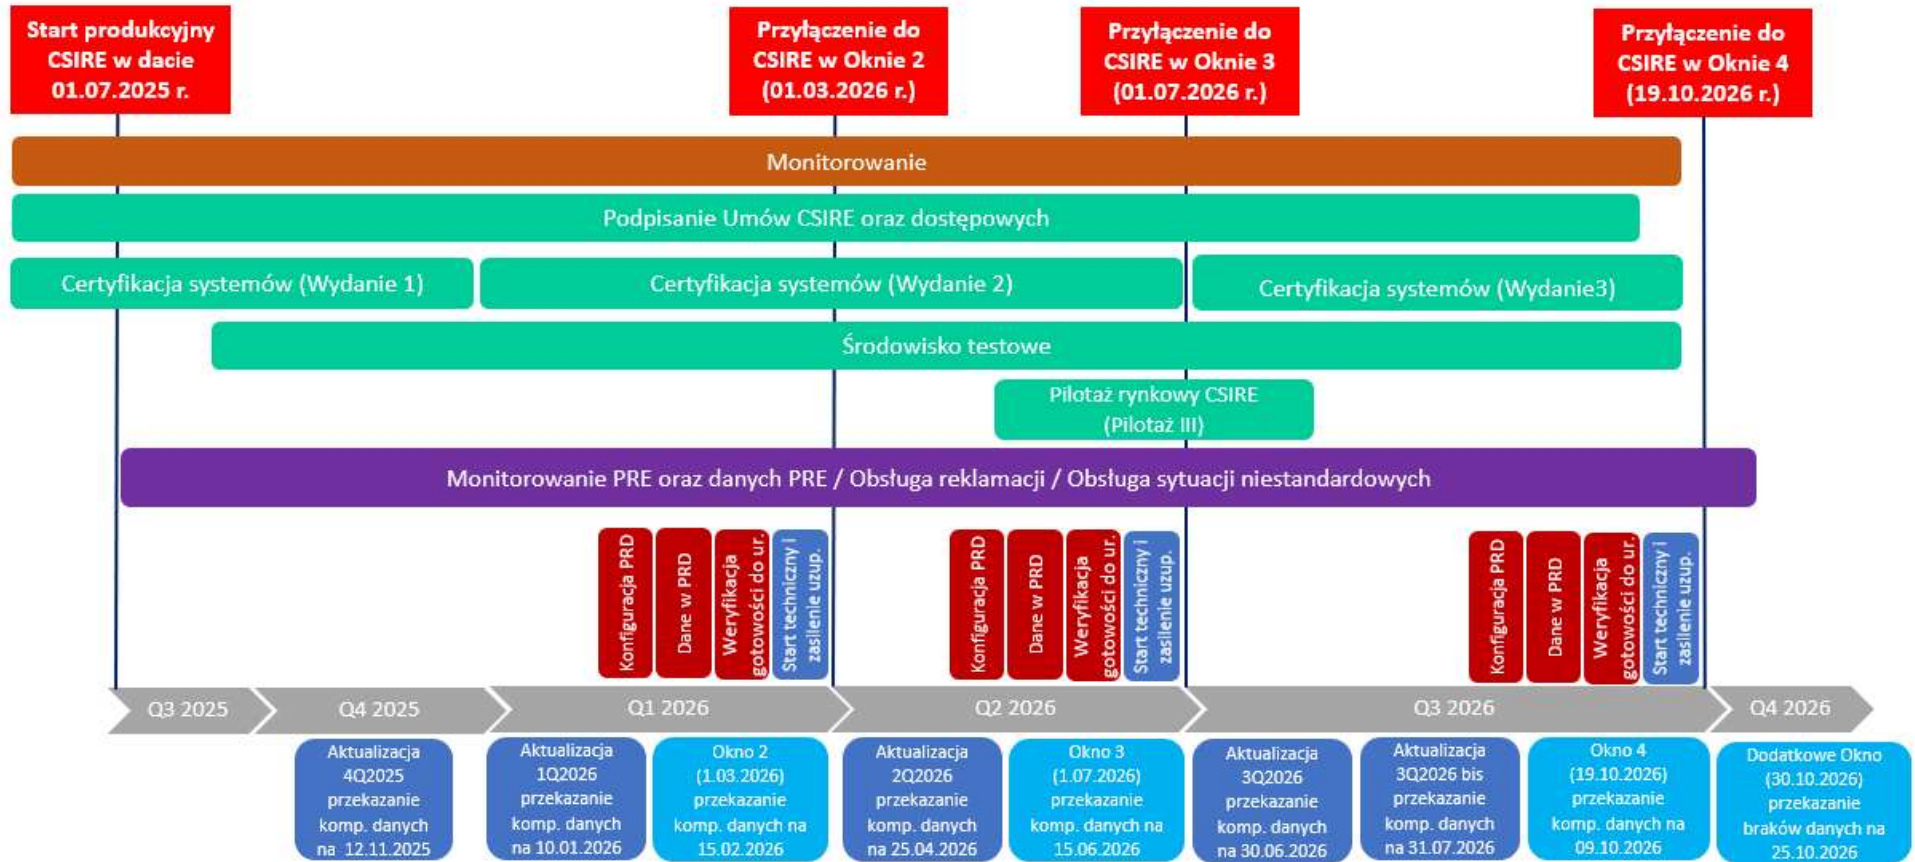 Start produkcyjny
CSIRE w dacie
01.07.2025 r.
Przyłączenie do
CSIRE w Oknie 2
(01.03.2026 r.)
Przyłączenie do
CSIRE w Oknie 3
(01.07.2026 r.)
Przyłączenie do
CSIRE w Oknie 4
(19.10.2026 r.)
Monitorowanie
Podpisanie Umów CSIRE oraz dostępowych
Certyfikacja systemów (Wydanie 1)
Certyfikacja systemów (Wydanie 2)
Certyfikacja systemów (Wydanie3)
Środowisko testowe
Pilotaż rynkowy CSIRE
(Pilotaż III)
Monitorowanie PRE oraz danych PRE / Obsługa reklamacji / Obsługa sytuacji niestandardowych
Konfiguracja PRD
Dane w PRD
Weryfikacja
gotowości do ur.
Start techniczny i
zasilenie uzup.
Konfiguracja PRD
Dane w PRD
Weryfikacja
gotowości do ur.
Start techniczny i
zasilenie uzup.
Konfiguracja PRD
Dane w PRD
Weryfikacja
gotowości do ur.
Start techniczny i
zasilenie uzup.
Q3 2025
Q4 2025
Q1 2026
Q2 2026
Q3 2026
Q4 2026
Aktualizacja
4Q2025
przekazanie
komp. danych
na 12.11.2025
Aktualizacja
1Q2026
przekazanie
komp. danych
na 10.01.2026
Okno 2
(1.03.2026)
przekazanie
komp. danych na
15.02.2026
Aktualizacja
2Q2026
przekazanie
komp. danych
na 25.04.2026
Okno 3
(1.07.2026)
przekazanie
komp. danych na
15.06.2026
Aktualizacja
3Q2026
przekazanie
komp. danych
na 30.06.2026
Aktualizacja
3Q2026 bis
przekazanie
komp. danych
na 31.07.2026
Okno 4
(19.10.2026)
przekazanie
komp. danych na
09.10.2026
Dodatkowe Okno
(30.10.2026)
przekazanie
braków danych na
25.10.2026